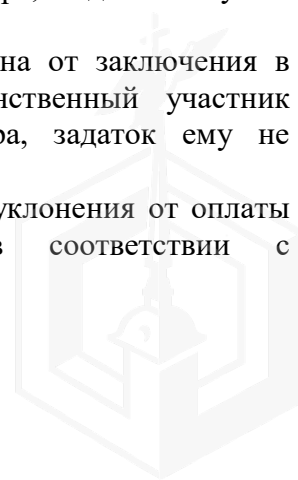 на от заключения в
нственный участник
ра, задаток ему не
уклонения от оплаты
в соответствии с